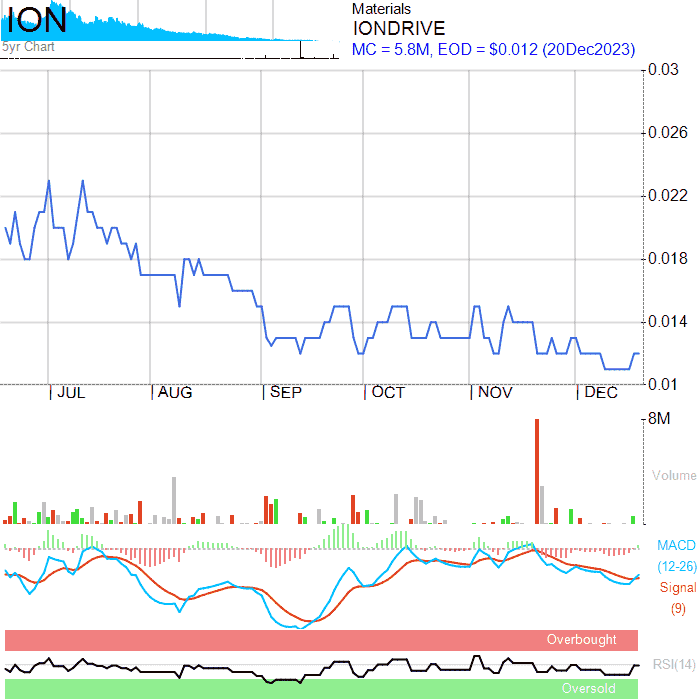 ION
5yr Chart
Materials
IONDRIVE
MC = 5.8M, EOD = $0.012 (20Dec2023)
0.03
0.026
0.022
0.018
0.014
0.01
JUL AUG SEP OCT NOV DEC
8M
Volume
MACD
(12-26)
Signal
(9)
Overbought
RSI(14)
Oversold